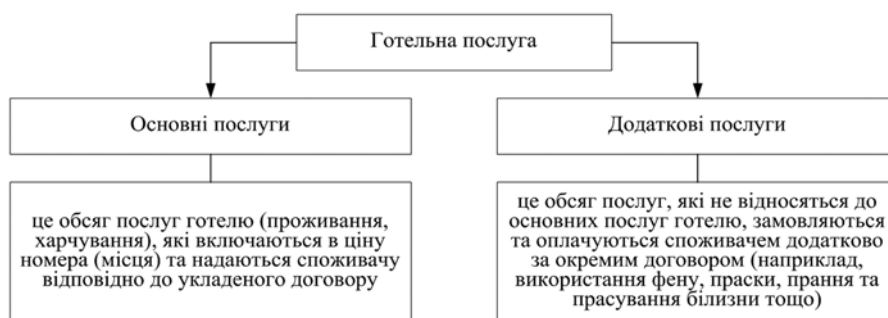 Готельна послуга
Основні послуги
Додаткові послуги
це обсяг послуг готелю (проживання,
харчування), які включаються в ціну
номера (місця) та надаються споживачу
відповідно до укладеного договору
це обсяг послуг, які не відносяться до
основних послуг готелю, замовляються
та оплачуються споживачем додатково
за окремим договором (наприклад,
використання фену, праски, прання та
прасування білизни тощо)